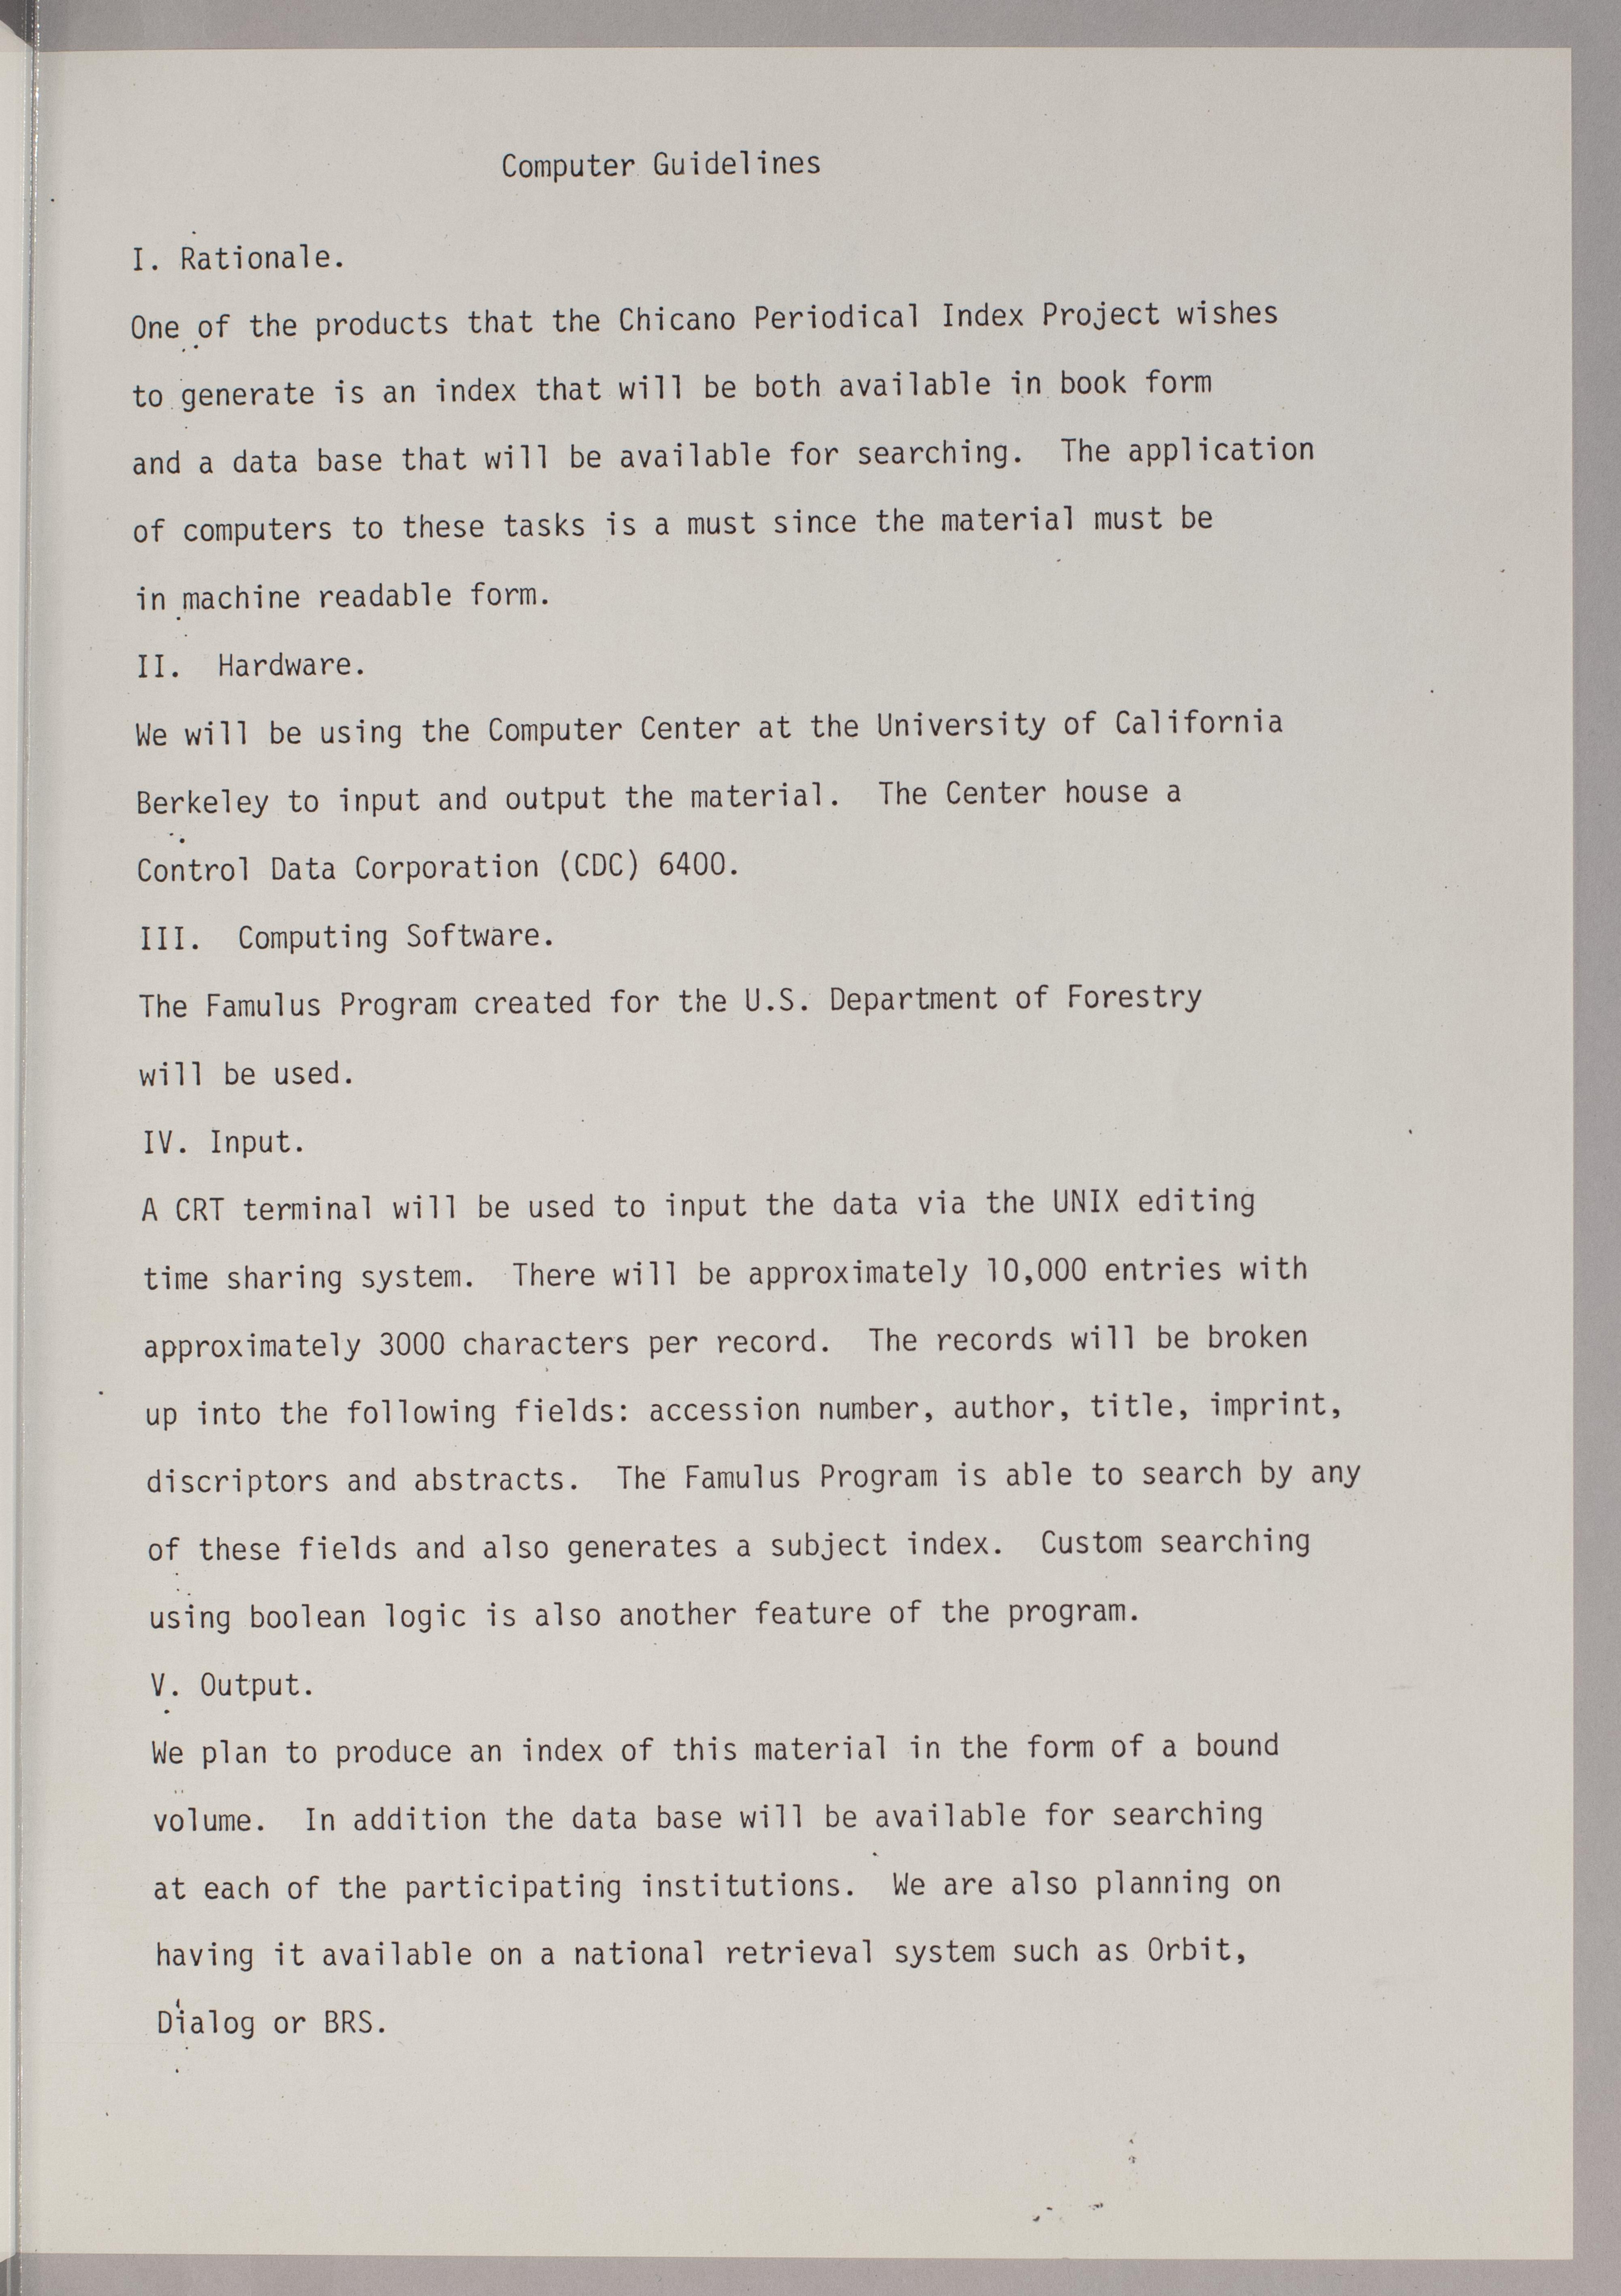 Computer Guidelines
I. Rationale.
One of the products that the Chicano Periodical Index Project wishes
to generate is an index that will be both available in book form
and a data base that will be available for searching.  The application
of computers to these tasks is a must since the material must be
in machine readable form.
II.  Hardware.
We will be using the Computer Center at the University of California
Berkeley to input and output the material.  The Center house a
Control Data Corporation (CDC) 6400.
III.  Computing Software.
The Famulus Program created for the U.S. Department of Forestry
will be used.
IV. Input.
A CRT terminal will be used to input the data via the UNIX editing
time sharing system.  There will be approximately 10,000 entries with
approximately 3000 characters per record.  The records will be broken
up into the following fields: accession number, author, title, imprint,
discriptors and abstracts.  The Famulus Program is able to search by any
of these fields and also generates a subject index.  Custom searching
using boolean logic is also another feature of the program.
V. Output.
We plan to produce an index of this material in the form of a bound
volume.  In addition the data base will be available for searching
at each of the participating institutions.  We are also planning on
having it available on a national retrieval system such as Orbit,
Dialog or BRS.